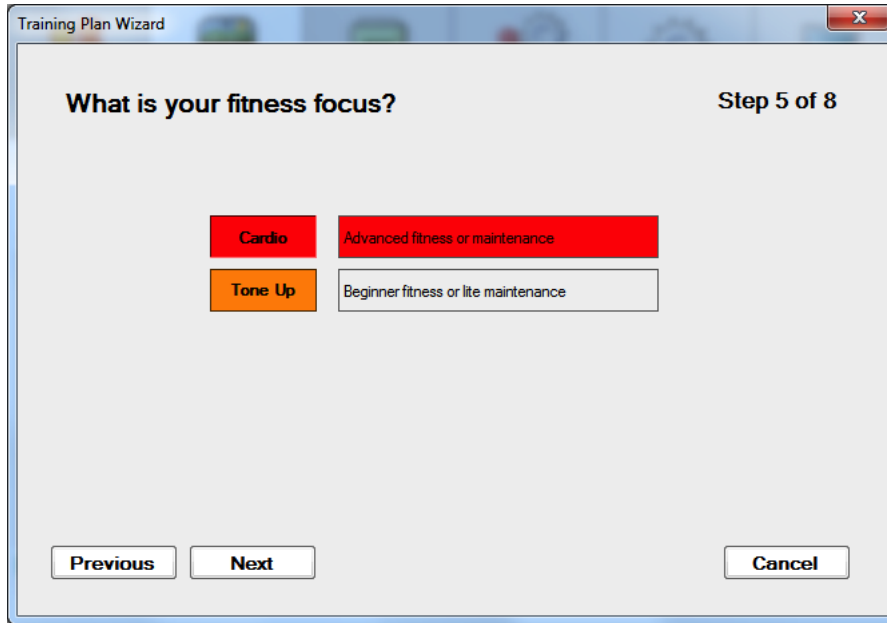 Training Plan Wizard
What is your fitness focus?
Step 5 of 8
Cardio
Advanced fitness or maintenance
Tone Up
Beginner fitness or lite maintenance
Previous
Next
Cancel